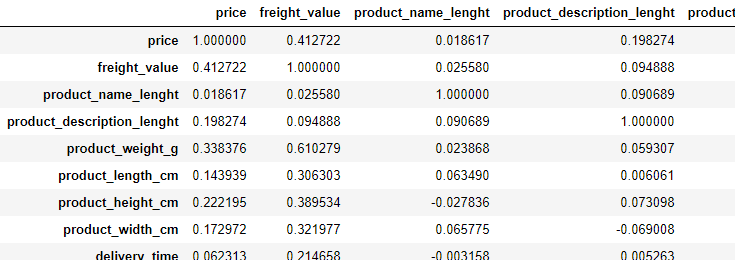 price freight_value product_name_lenght product_description_lenght product
price 1.000000 0.412722 0.018617 0.198274
freight_value 0.412722 1.000000 0.025580 0.094888
product_name_lenght 0.018617 0.025580 1.000000 0.090689
product_description_lenght 0.198274 0.094888 0.090689 1.000000
product_weight_g 0.338376 0.610279 0.023868 0.059307
product_length_cm 0.143939 0.306303 0.063490 0.006061
product_height_cm 0.222195 0.389534 -0.027836 0.073098
product_width_cm 0.172972 0.321977 0.065775 -0.069008
delivery_time 0.062313 0.214658 -0.003158 0.005263